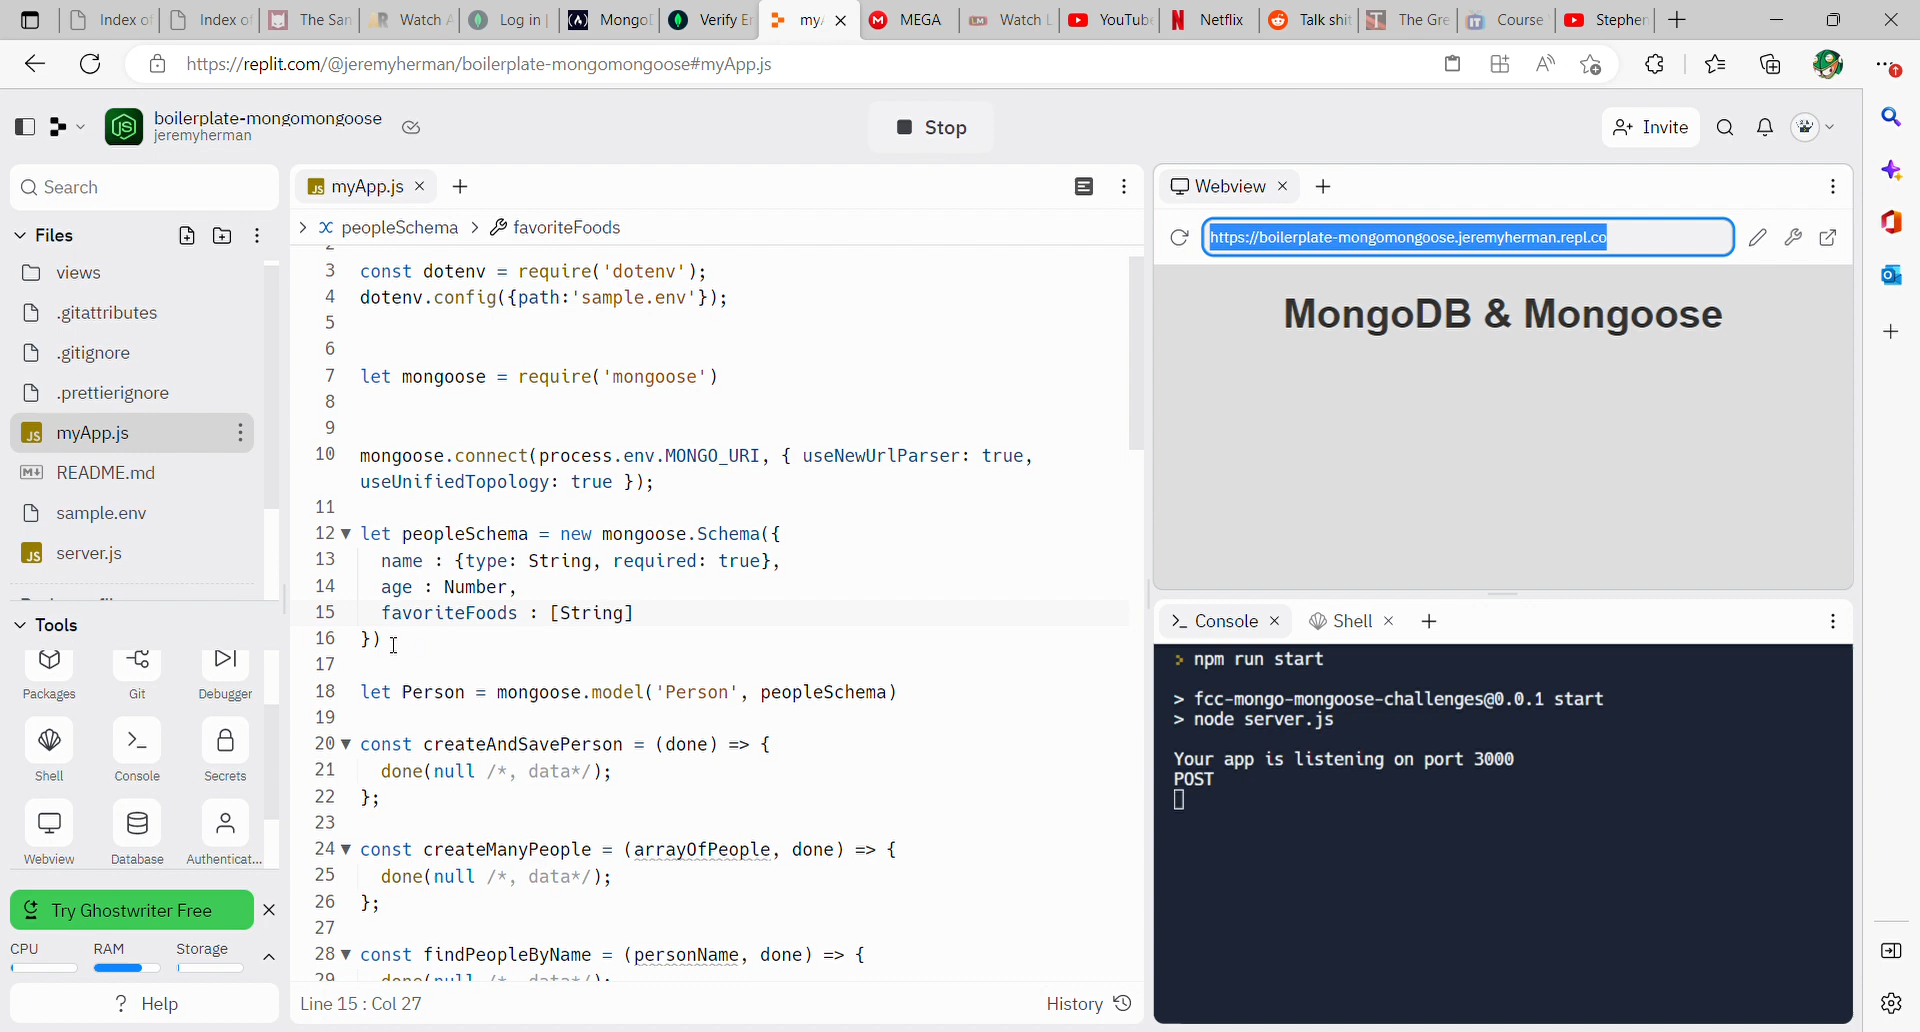 Index of
Index of
The San
Watch A
Log in |
MongoD
Verify En
my/
MEGA
Watch L
YouTube
Netflix
Talk shit
The Gre
Course
Stephen
https://replit.com/@jeremyherman/boilerplate-mongomongoose#myApp.js
boilerplate-mongomongoose
jeremyherman
Stop
Invite
Search
Files
views
.gitattributes
.gitignore
.prettierignore
myApp.js
README.md
sample.env
server.js
Tools
Packages Git Debugger
Shell Console Secrets
Webview Database Authenticat...
Try Ghostwriter Free
CPU RAM Storage
? Help
myApp.js
peopleSchema > favoriteFoods
2
3 const dotenv = require('dotenv');
4 dotenv.config({path:'sample.env'});
5
6
7 let mongoose = require('mongoose')
8
9
10 mongoose.connect(process.env.MONGO_URI, { useNewUrlParser: true,
useUnifiedTopology: true });
11
12 let peopleSchema = new mongoose.Schema({
13 name : {type: String, required: true},
14 age : Number,
15 favoriteFoods : [String]
16 })
17
18 let Person = mongoose.model('Person', peopleSchema)
19
20 const createAndSavePerson = (done) => {
21 done(null /*, data*/);
22 };
23
24 const createManyPeople = (arrayOfPeople, done) => {
25 done(null /*, data*/);
26 };
27
28 const findPeopleByName = (personName, done) => {
29 done(null /*, data*/);
Line 15 : Col 27
History
Webview
https://boilerplate-mongomongoose.jeremyherman.repl.co
MongoDB & Mongoose
Console
Shell
> npm run start
> fcc-mongo-mongoose-challenges@0.0.1 start
> node server.js
Your app is listening on port 3000
POST